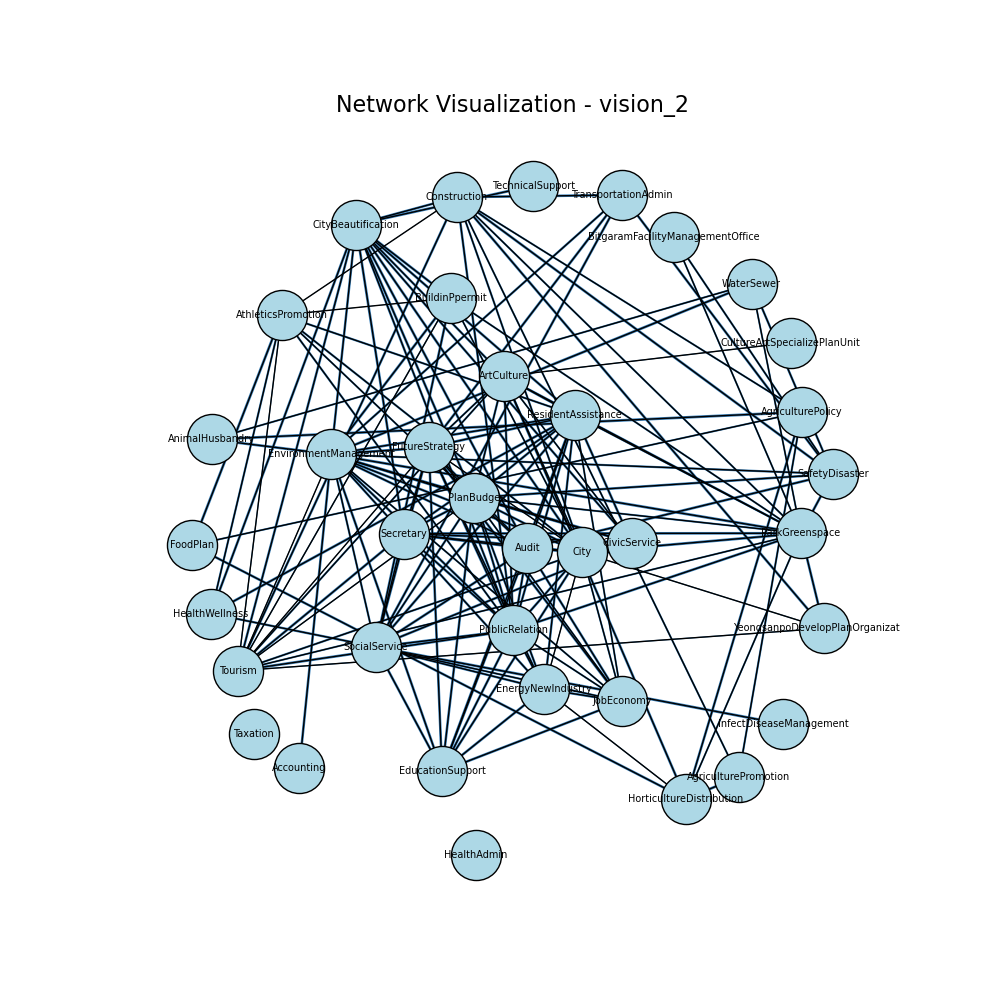 Network Visualization - vision_2
TechnicalSupport
Construction
TransportationAdmin
CityBeautification
BitgaramFacilityManagementOffice
WaterSewer
BuildinPpermit
AthleticsPromotion
CultureArtSpecializePlanUnit
ArtCulture
AgriculturePolicy
ResidentAssistance
AnimalHusbandry
FutureStrategy
EnvironmentManagement
SafetyDisaster
PlanBudget
ParkGreenspace
Secretary
CivicService
FoodPlan
Audit
City
HealthWellness
YeongsanpoDevelopPlanOrganizat
PublicRelation
SocialService
Tourism
EnergyNewIndustry
JobEconomy
InfectDiseaseManagement
Taxation
Accounting
EducationSupport
AgriculturePromotion
HorticultureDistribution
HealthAdmin